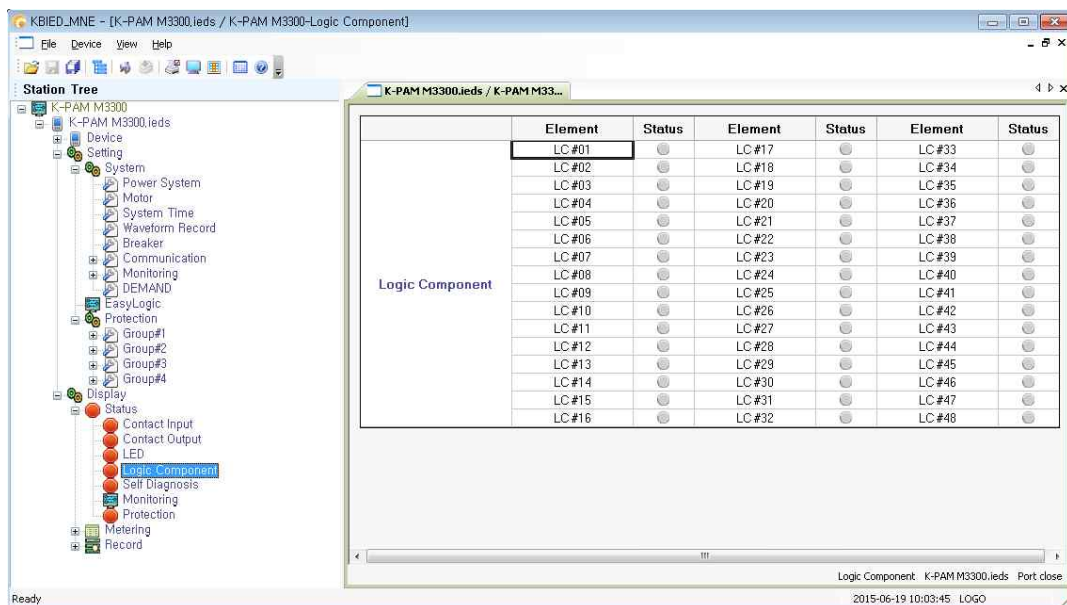 KBIED_MNE - [K-PAM M3300.ieds / K-PAM M3300-Logic Component]
File Device View Help
Station Tree
K-PAM M3300
K-PAM M3300.ieds
Device
Setting
System
Power System
Motor
System Time
Waveform Record
Breaker
Communication
Monitoring
DEMAND
EasyLogic
Protection
Group#1
Group#2
Group#3
Group#4
Display
Status
Contact Input
Contact Output
LED
Logic Component
Self Diagnosis
Monitoring
Protection
Metering
Record
K-PAM M3300.ieds / K-PAM M33...
Element Status Element Status Element Status
Logic Component
LC #01 LC #17 LC #33
LC #02 LC #18 LC #34
LC #03 LC #19 LC #35
LC #04 LC #20 LC #36
LC #05 LC #21 LC #37
LC #06 LC #22 LC #38
LC #07 LC #23 LC #39
LC #08 LC #24 LC #40
LC #09 LC #25 LC #41
LC #10 LC #26 LC #42
LC #11 LC #27 LC #43
LC #12 LC #28 LC #44
LC #13 LC #29 LC #45
LC #14 LC #30 LC #46
LC #15 LC #31 LC #47
LC #16 LC #32 LC #48
Logic Component K-PAM M3300.ieds Port close
Ready 2015-06-19 10:03:45 LOGO